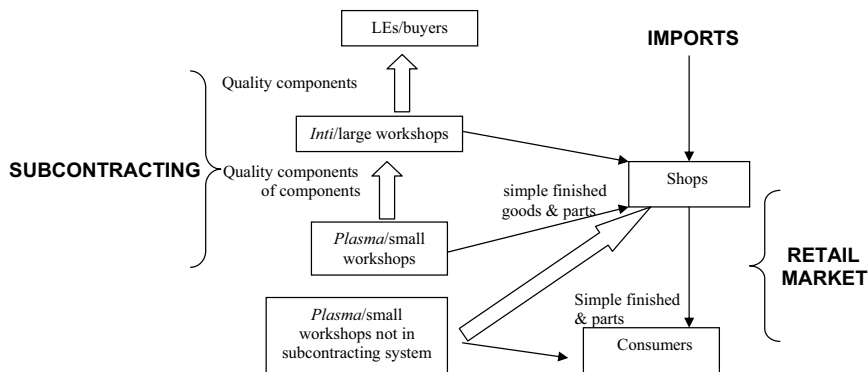 LEs/buyers
IMPORTS
Quality components
Inti/large workshops
SUBCONTRACTING
Quality components
of components
Shops
simple finished
goods & parts
Plasma/small
workshops
RETAIL
MARKET
Plasma/small
workshops not in
subcontracting system
Simple finished
& parts
Consumers